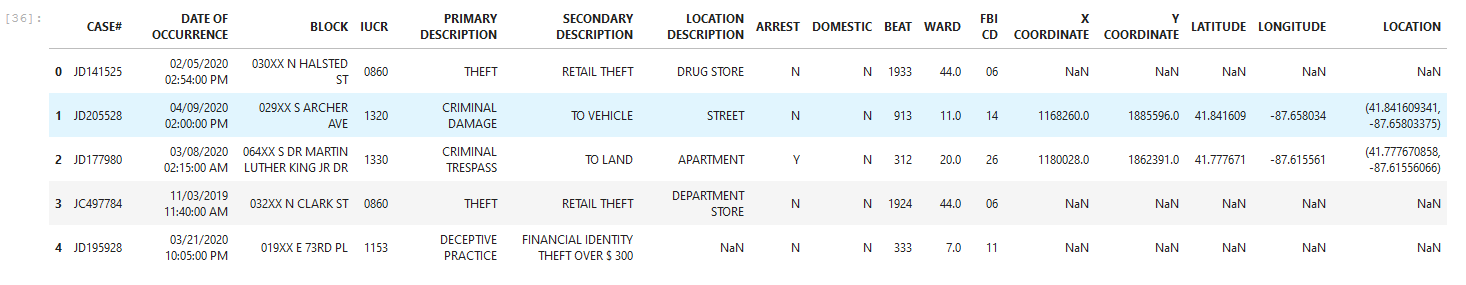 [36]:
CASE# DATE OF OCCURRENCE BLOCK IUCR PRIMARY DESCRIPTION SECONDARY DESCRIPTION LOCATION DESCRIPTION ARREST DOMESTIC BEAT WARD FBI CD X COORDINATE Y COORDINATE LATITUDE LONGITUDE LOCATION
0 JD141525 02/05/2020 02:54:00 PM 030XX N HALSTED ST 0860 THEFT RETAIL THEFT DRUG STORE N N 1933 44.0 06 NaN NaN NaN NaN NaN
1 JD205528 04/09/2020 02:00:00 PM 029XX S ARCHER AVE 1320 CRIMINAL DAMAGE TO VEHICLE STREET N N 913 11.0 14 1168260.0 1885596.0 41.841609 -87.658034 (41.841609341, -87.65803375)
2 JD177980 03/08/2020 02:15:00 AM 064XX S DR MARTIN LUTHER KING JR DR 1330 CRIMINAL TRESPASS TO LAND APARTMENT Y N 312 20.0 26 1180028.0 1862391.0 41.777671 -87.615561 (41.777670858, -87.61556066)
3 JC497784 11/03/2019 11:40:00 AM 032XX N CLARK ST 0860 THEFT RETAIL THEFT DEPARTMENT STORE N N 1924 44.0 06 NaN NaN NaN NaN NaN
4 JD195928 03/21/2020 10:05:00 PM 019XX E 73RD PL 1153 DECEPTIVE PRACTICE FINANCIAL IDENTITY THEFT OVER $ 300 NaN N N 333 7.0 11 NaN NaN NaN NaN NaN